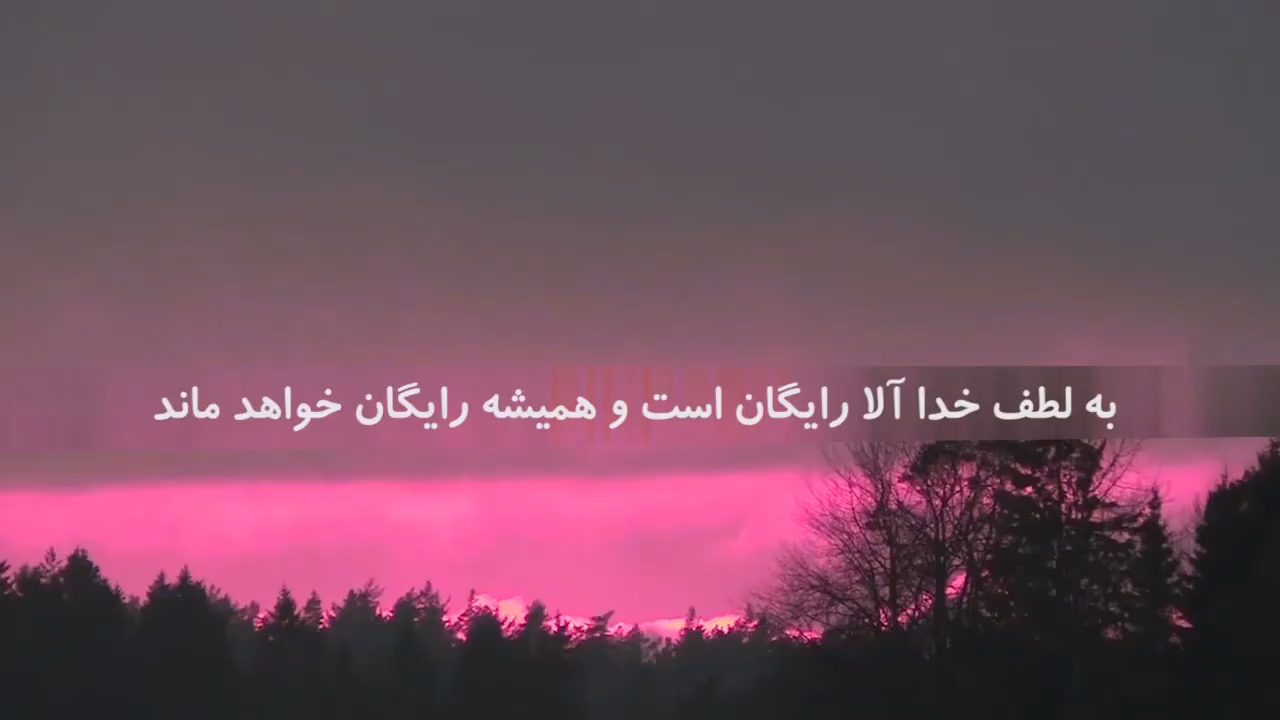 به لطف خدا آلا رایگان است و همیشه رایگان خواهد ماند